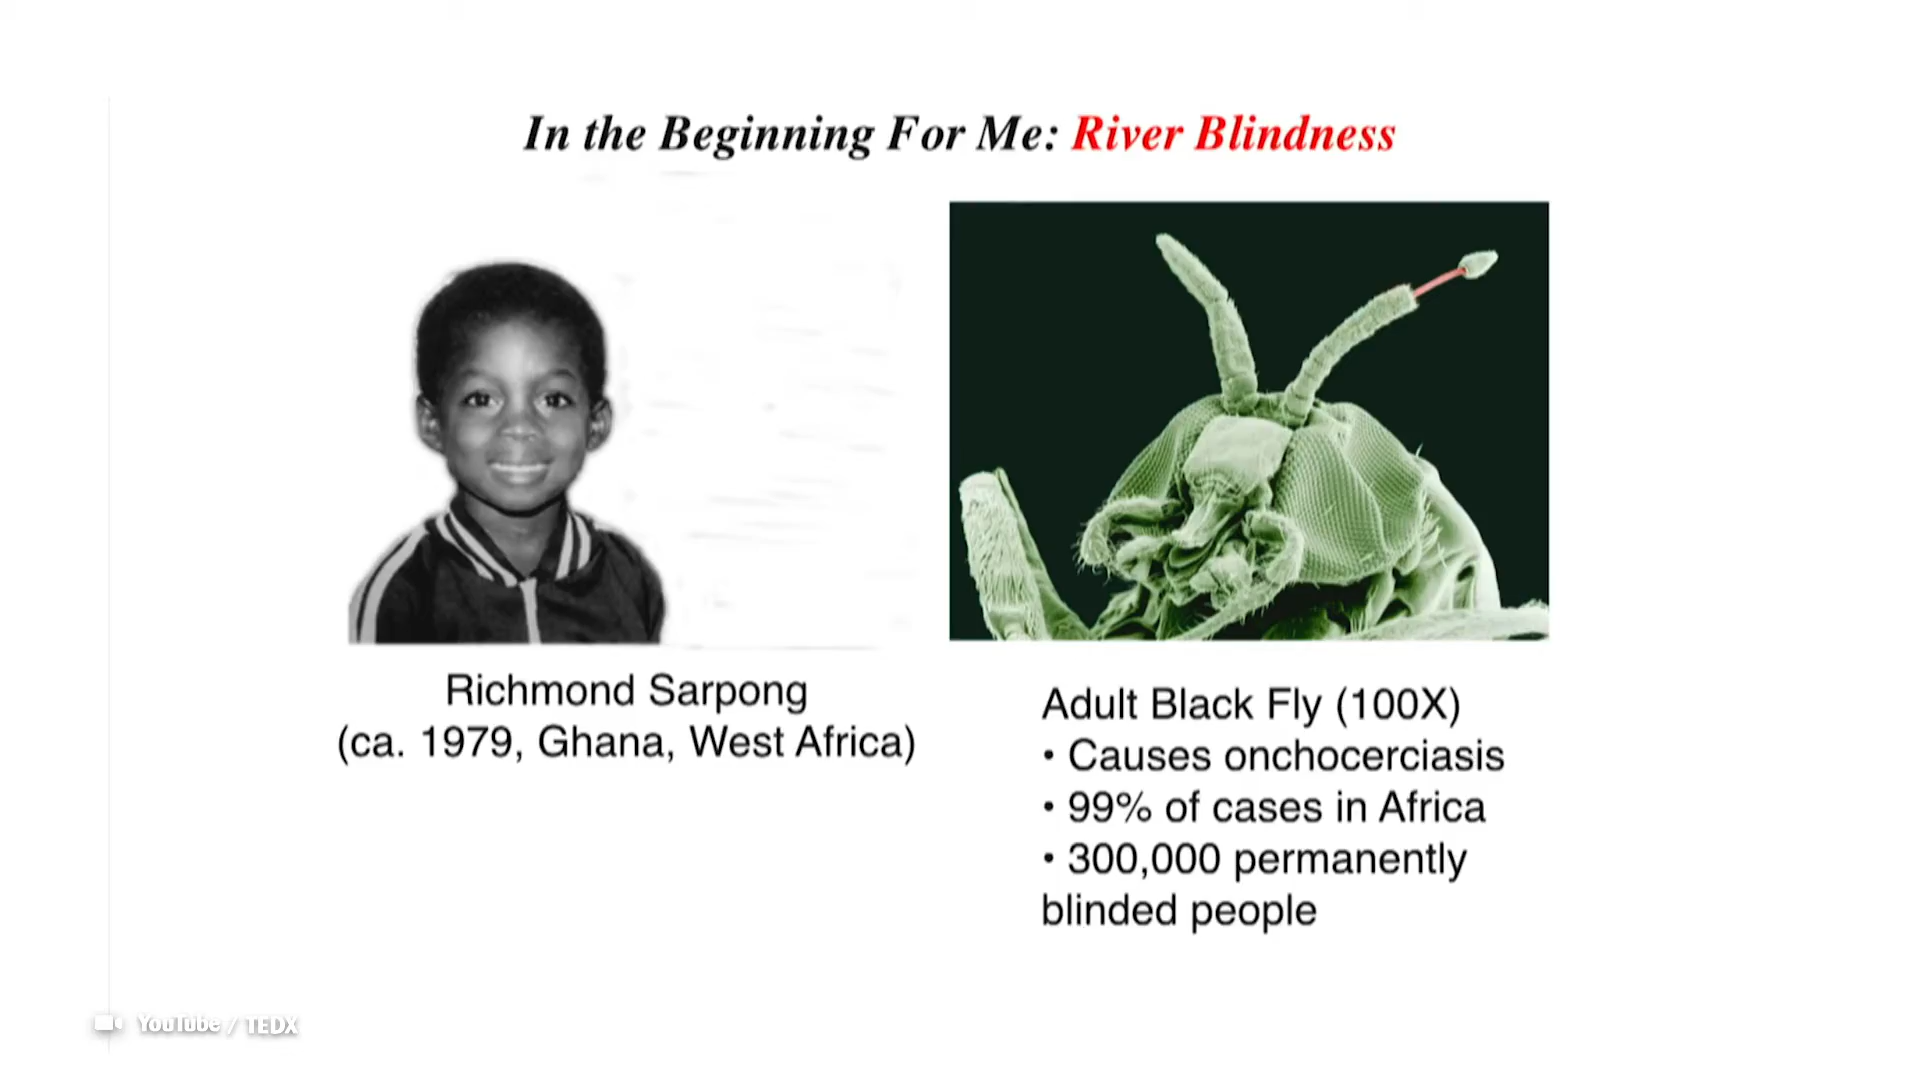 In the Beginning For Me: River Blindness
Richmond Sarpong
(ca. 1979, Ghana, West Africa)
Adult Black Fly (100X)
• Causes onchocerciasis
• 99% of cases in Africa
• 300,000 permanently
blinded people
YouTube / TEDX